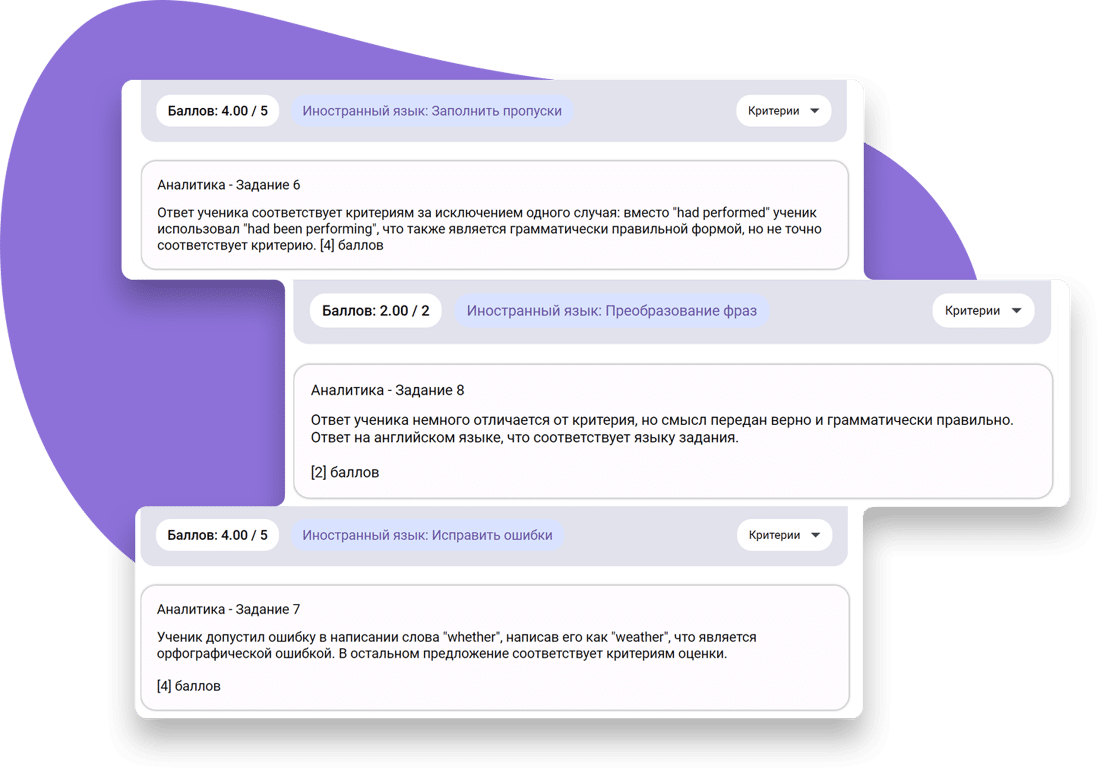 Баллов: 4.00 / 5
Иностранный язык: Заполнить пропуски
Критерии
Аналитика - Задание 6
Ответ ученика соответствует критериям за исключением одного случая: вместо "had performed" ученик
использовал "had been performing", что также является грамматически правильной формой, но не точно
соответствует критерию. [4] баллов
Баллов: 2.00 / 2
Иностранный язык: Преобразование фраз
Критерии
Аналитика - Задание 8
Ответ ученика немного отличается от критерия, но смысл передан верно и грамматически правильно.
Ответ на английском языке, что соответствует языку задания.
[2] баллов
Баллов: 4.00 / 5
Иностранный язык: Исправить ошибки
Критерии
Аналитика - Задание 7
Ученик допустил ошибку в написании слова "whether", написав его как "weather", что является
орфографической ошибкой. В остальном предложение соответствует критериям оценки.
[4] баллов